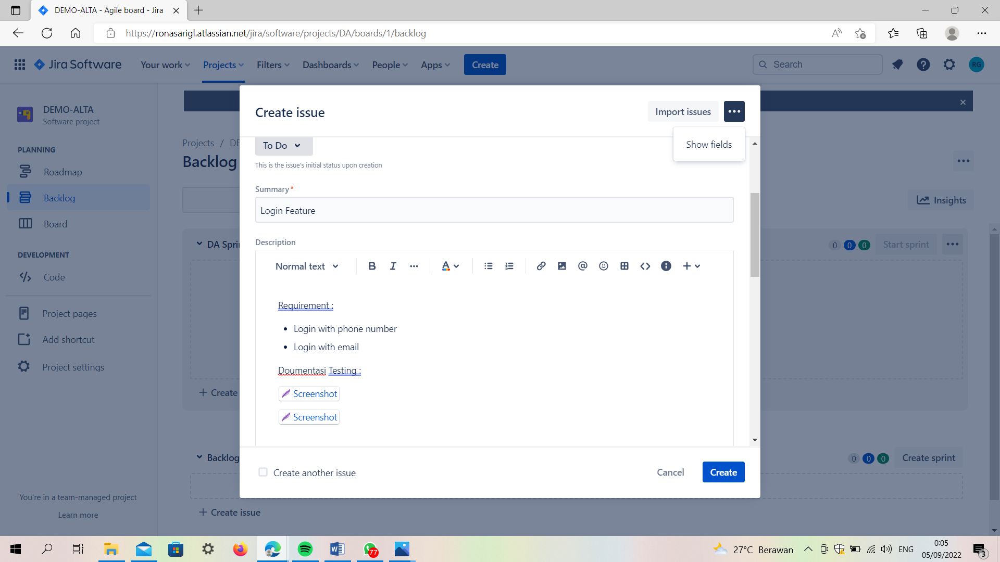 DEMO-ALTA - Agile board - Jira
https://ronasarigl.atlassian.net/jira/software/projects/DA/boards/1/backlog
Jira Software
Your work
Projects
Filters
Dashboards
People
Apps
Create
Search
RG
DEMO-ALTA
Software project
PLANNING
Roadmap
Backlog
Board
DEVELOPMENT
Code
Project pages
Add shortcut
Project settings
You're in a team-managed project
Learn more
Projects / DE
Backlog
Insights
DA Spri
0 0 0
Start sprint
+ Create
Backlog
0 0 0
Create sprint
+ Create issue
Create issue
Import issues
Show fields
To Do
This is the issue's initial status upon creation
Summary *
Login Feature
Description
Normal text
B I A @
Requirement :
• Login with phone number
• Login with email
Doumentasi Testing :
Screenshot
Screenshot
Create another issue
Cancel
Create
77
27°C Berawan
ENG
0:05
05/09/2022
3